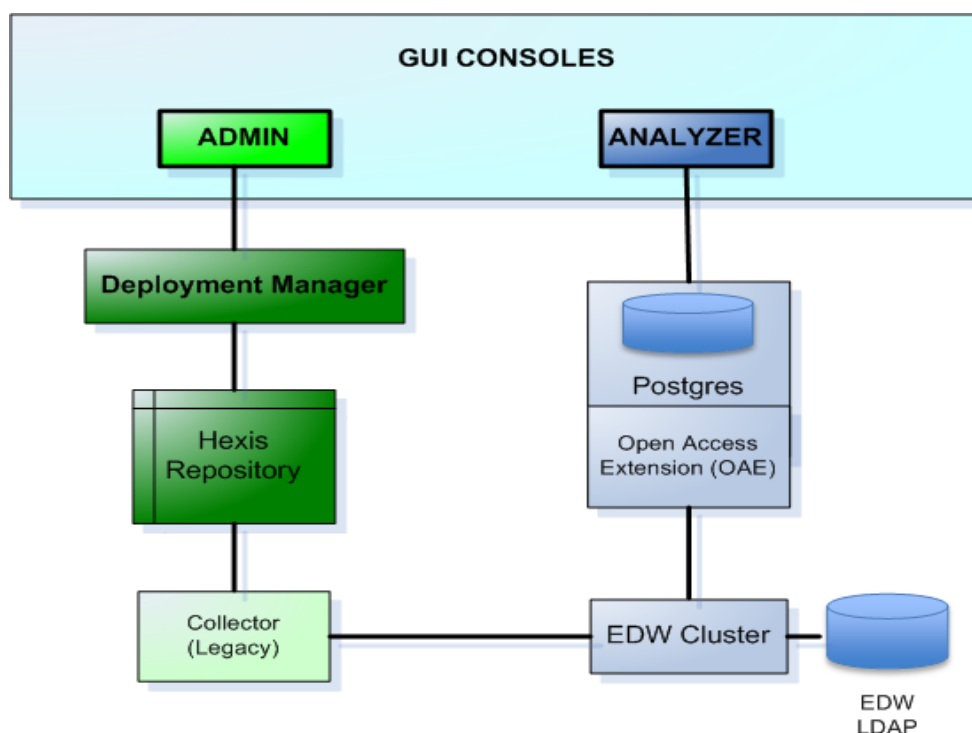 GUI CONSOLES
ADMIN
ANALYZER
Deployment Manager
Postgres
Hexis
Repository
Open Access
Extension (OAE)
Collector
(Legacy)
EDW Cluster
EDW
LDAP